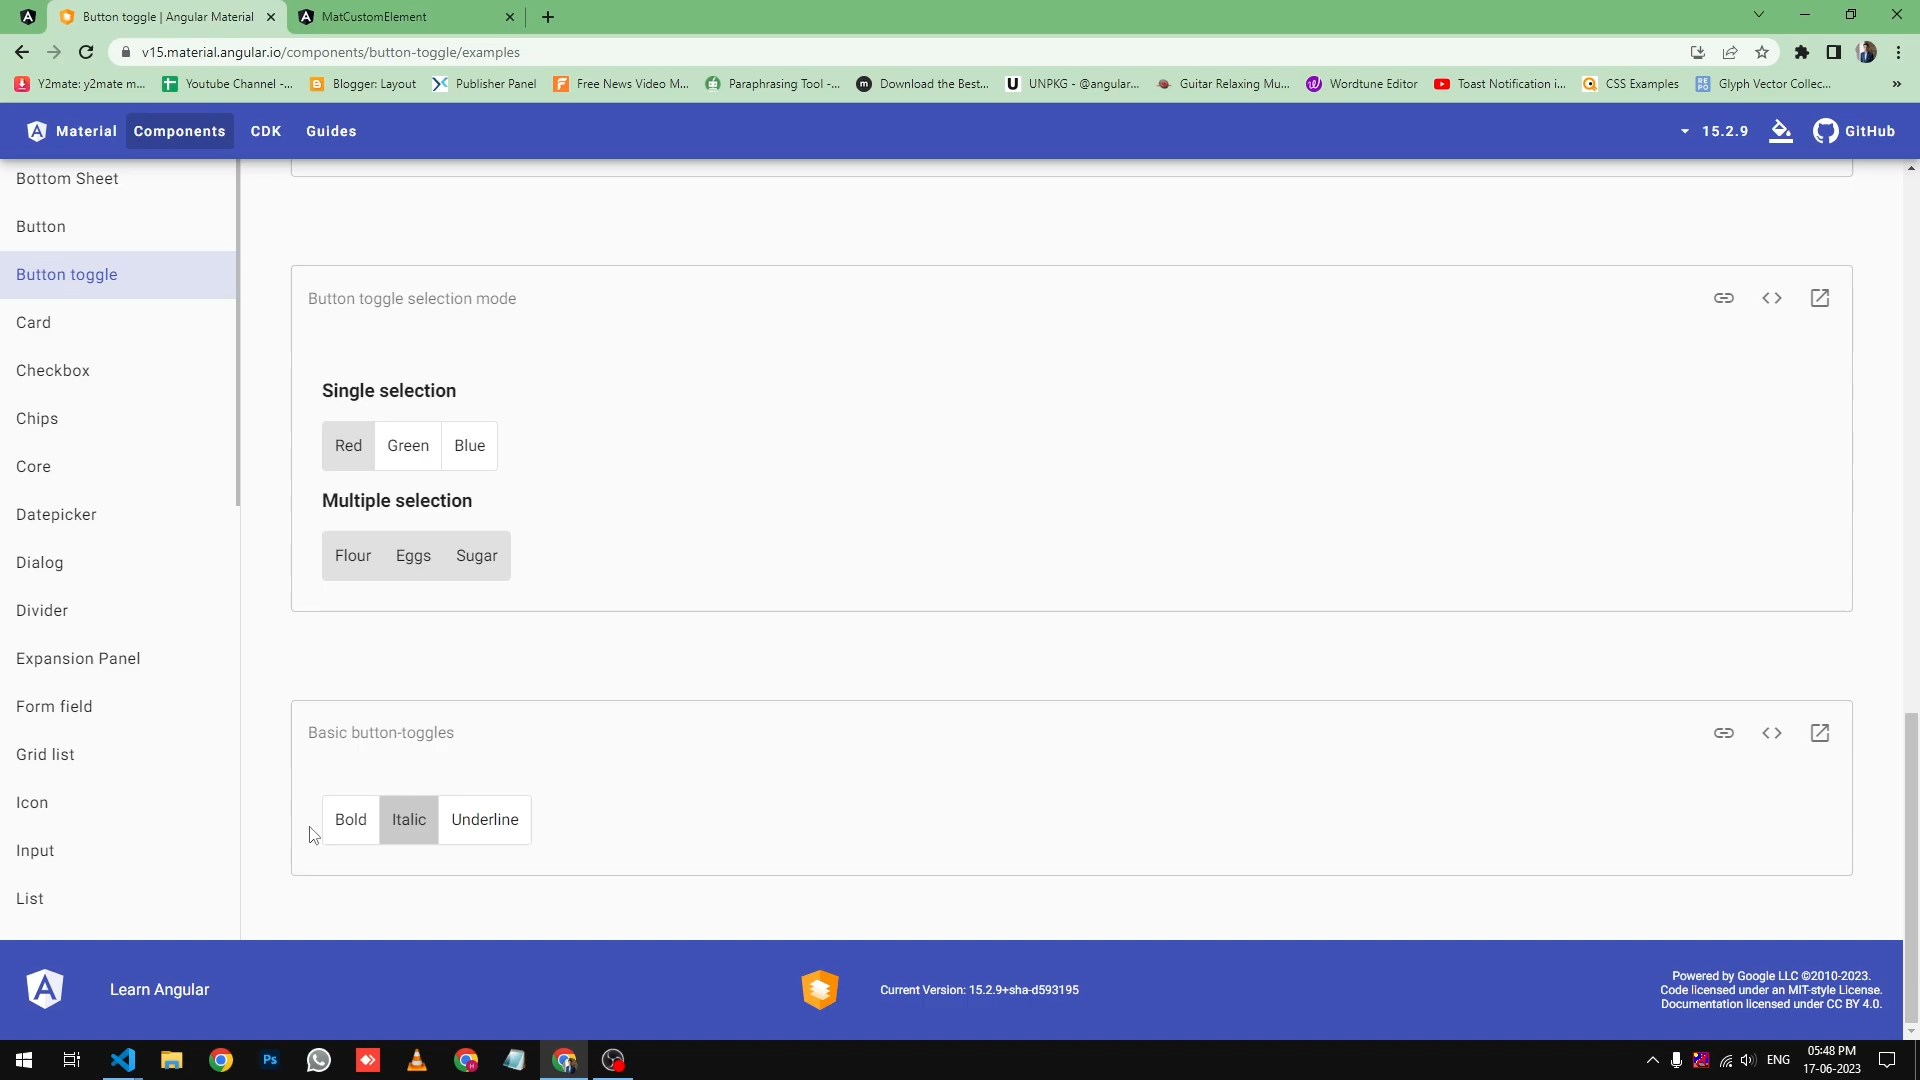 Button toggle | Angular Material
MatCustomElement
v15.material.angular.io/components/button-toggle/examples
Y2mate: y2mate m...
Youtube Channel -...
Blogger: Layout
Publisher Panel
Free News Video M...
Paraphrasing Tool -...
Download the Best...
UNPKG - @angular...
Guitar Relaxing Mu...
Wordtune Editor
Toast Notification i...
CSS Examples
Glyph Vector Collec...
Material
Components
CDK
Guides
15.2.9
GitHub
Bottom Sheet
Button
Button toggle
Card
Checkbox
Chips
Core
Datepicker
Dialog
Divider
Expansion Panel
Form field
Grid list
Icon
Input
List
Button toggle selection mode
Single selection
Red Green Blue
Multiple selection
Flour Eggs Sugar
Basic button-toggles
Bold Italic Underline
Learn Angular
Current Version: 15.2.9+sha-d593195
Powered by Google LLC ©2010-2023.
Code licensed under an MIT-style License.
Documentation licensed under CC BY 4.0.
Ps
ENG
05:48 PM
17-06-2023